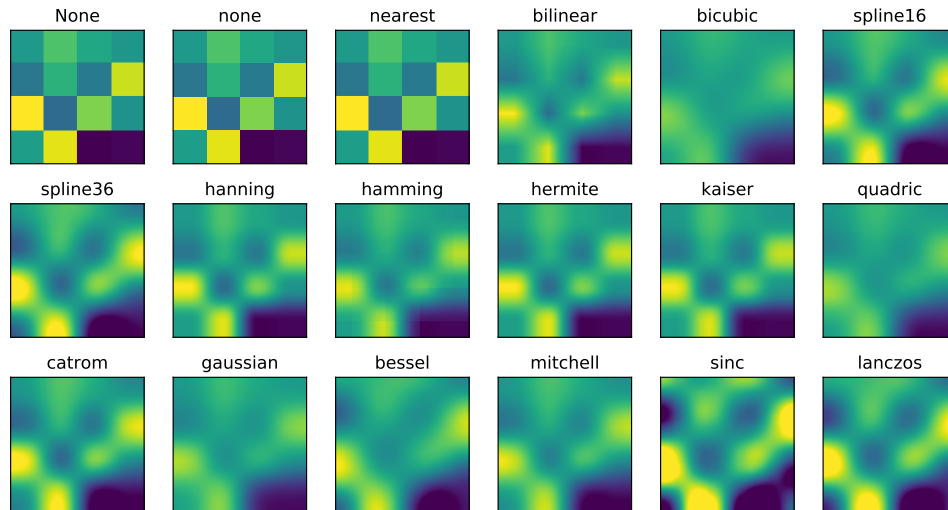 None none nearest bilinear bicubic spline16
spline36 hanning hamming hermite kaiser quadric
catrom gaussian bessel mitchell sinc lanczos